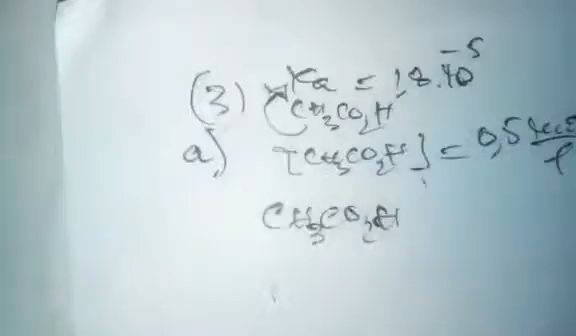 (3) Ka = 1,8.10^-5
CH3CO2H
a) [CH3CO2H] = 0,5
CH3CO2H